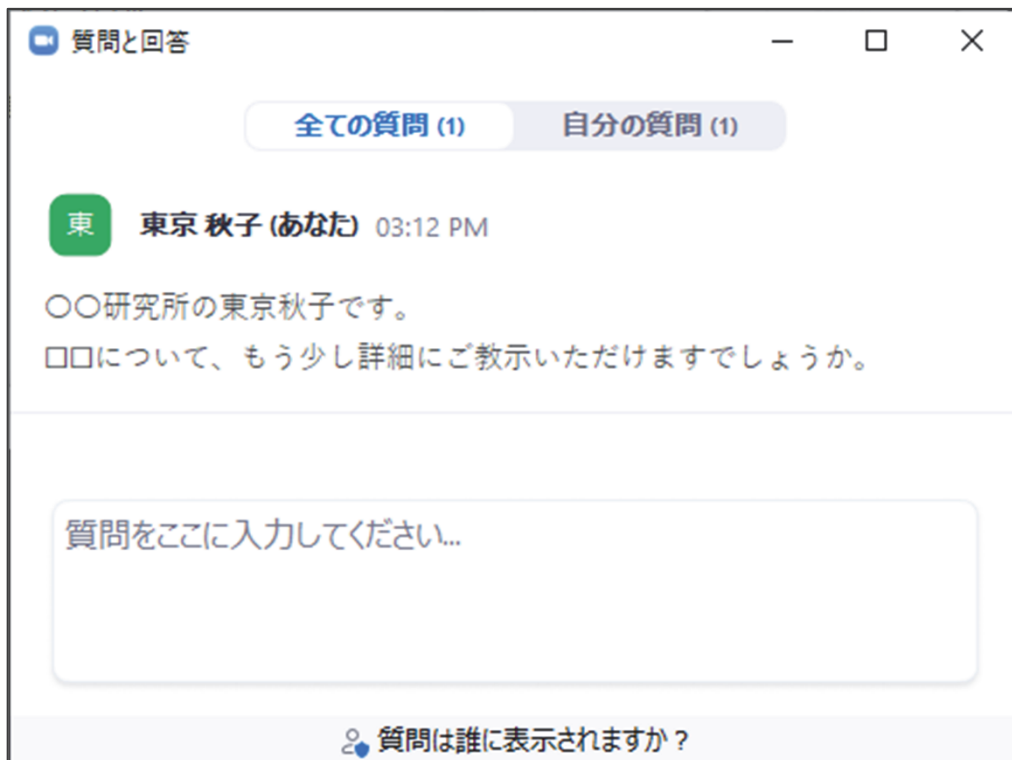 質問と回答
全ての質問 (1)
自分の質問 (1)
東
東京 秋子 (あなた) 03:12 PM
〇〇研究所の東京秋子です。
□□について、もう少し詳細にご教示いただけますでしょうか。
質問をここに入力してください...
質問は誰に表示されますか？